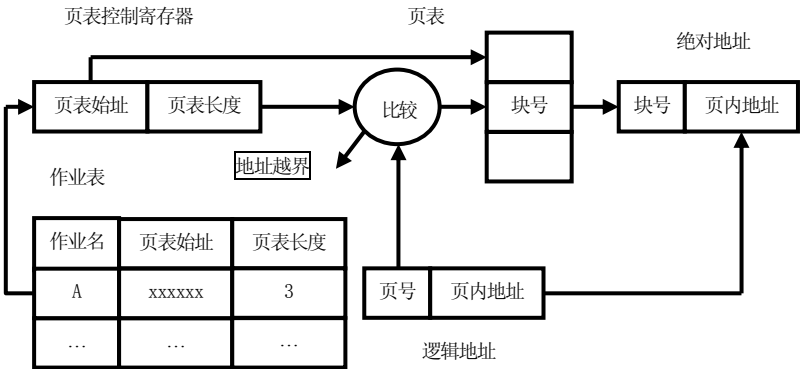 页表控制寄存器
页表
绝对地址
页表始址 页表长度
比较
块号
块号 页内地址
地址越界
作业表
作业名 页表始址 页表长度
A xxxxxx 3
… … …
页号 页内地址
逻辑地址